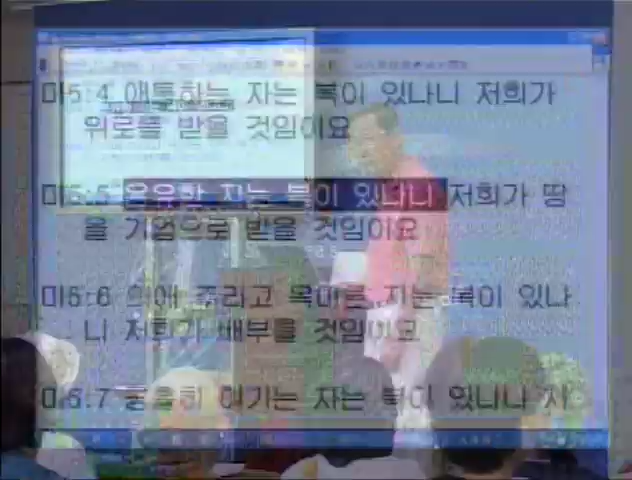 마5:4 애통하는 자는 복이 있나니 저희가
위로를 받을 것임이요
마5:5 온유한 자는 복이 있나니 저희가 땅
을 기업으로 받을 것임이요
마5:6 의에 주리고 목마른 자는 복이 있나
니 저희가 배부를 것임이요
마5:7 긍휼히 여기는 자는 복이 있나니 저